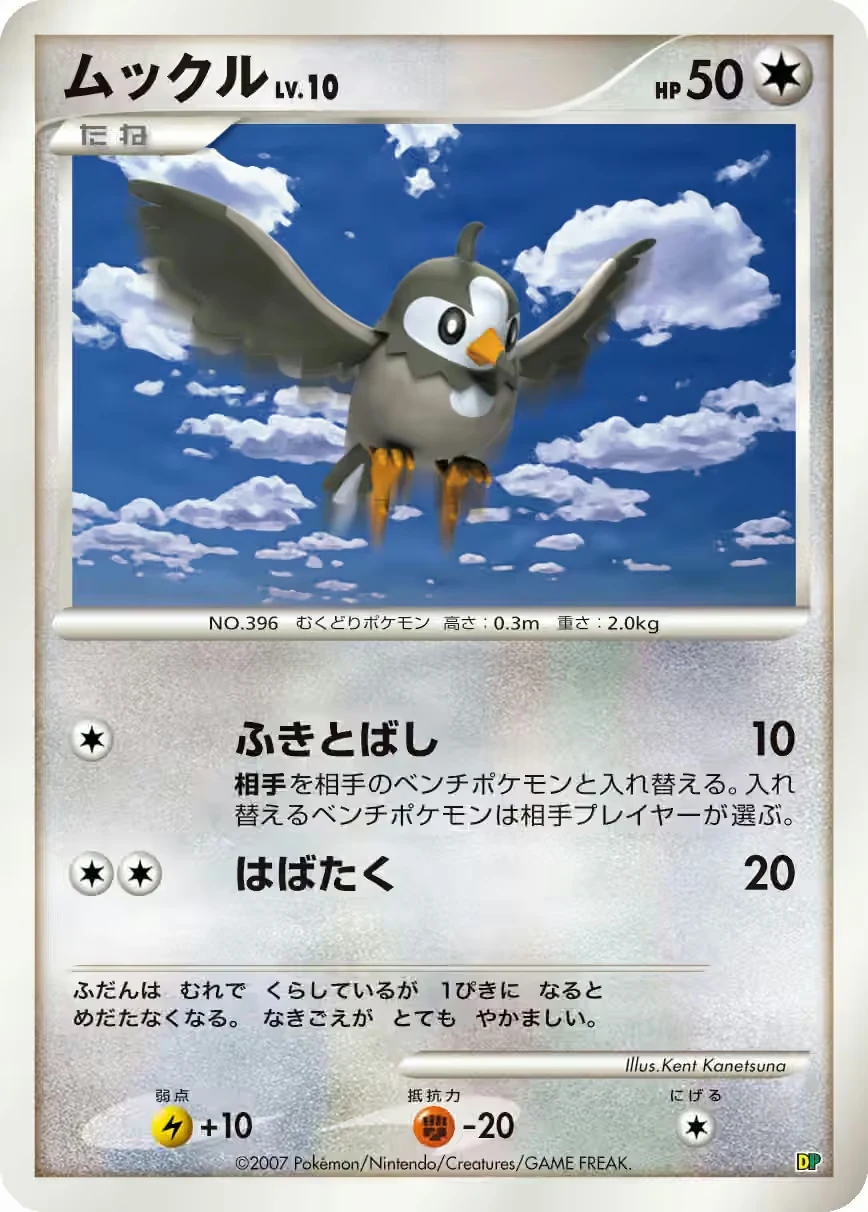 ムックル LV.10 HP 50
たね
NO.396 むくどりポケモン 高さ：0.3m 重さ：2.0kg
ふきとばし 10
相手を相手のベンチポケモンと入れ替える。入れ
替えるベンチポケモンは相手プレイヤーが選ぶ。
はばたく 20
ふだんは むれで くらしているが 1ぴきに なると
めだたなくなる。 なきごえが とても やかましい。
Illus.Kent Kanetsuna
弱点 抵抗力 にげる
+10 -20
©2007 Pokémon/Nintendo/Creatures/GAME FREAK.
DP